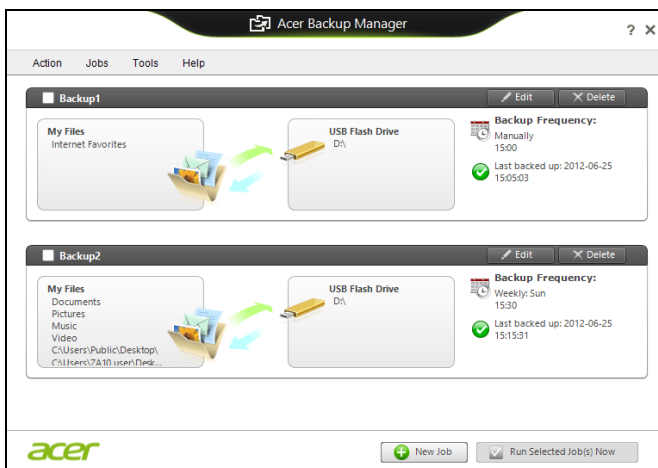 Acer Backup Manager
? X
Action Jobs Tools Help
Backup1
Edit
Delete
My Files
Internet Favorites
USB Flash Drive
D:\
Backup Frequency:
Manually
15:00
Last backed up: 2012-06-25
15:05:03
Backup2
Edit
Delete
My Files
Documents
Pictures
Music
Video
C:\Users\Public\Desktop\
C:\Users\ZA10 user\Desk...
USB Flash Drive
D:\
Backup Frequency:
Weekly: Sun
15:30
Last backed up: 2012-06-25
15:15:31
acer
New Job
Run Selected Job(s) Now